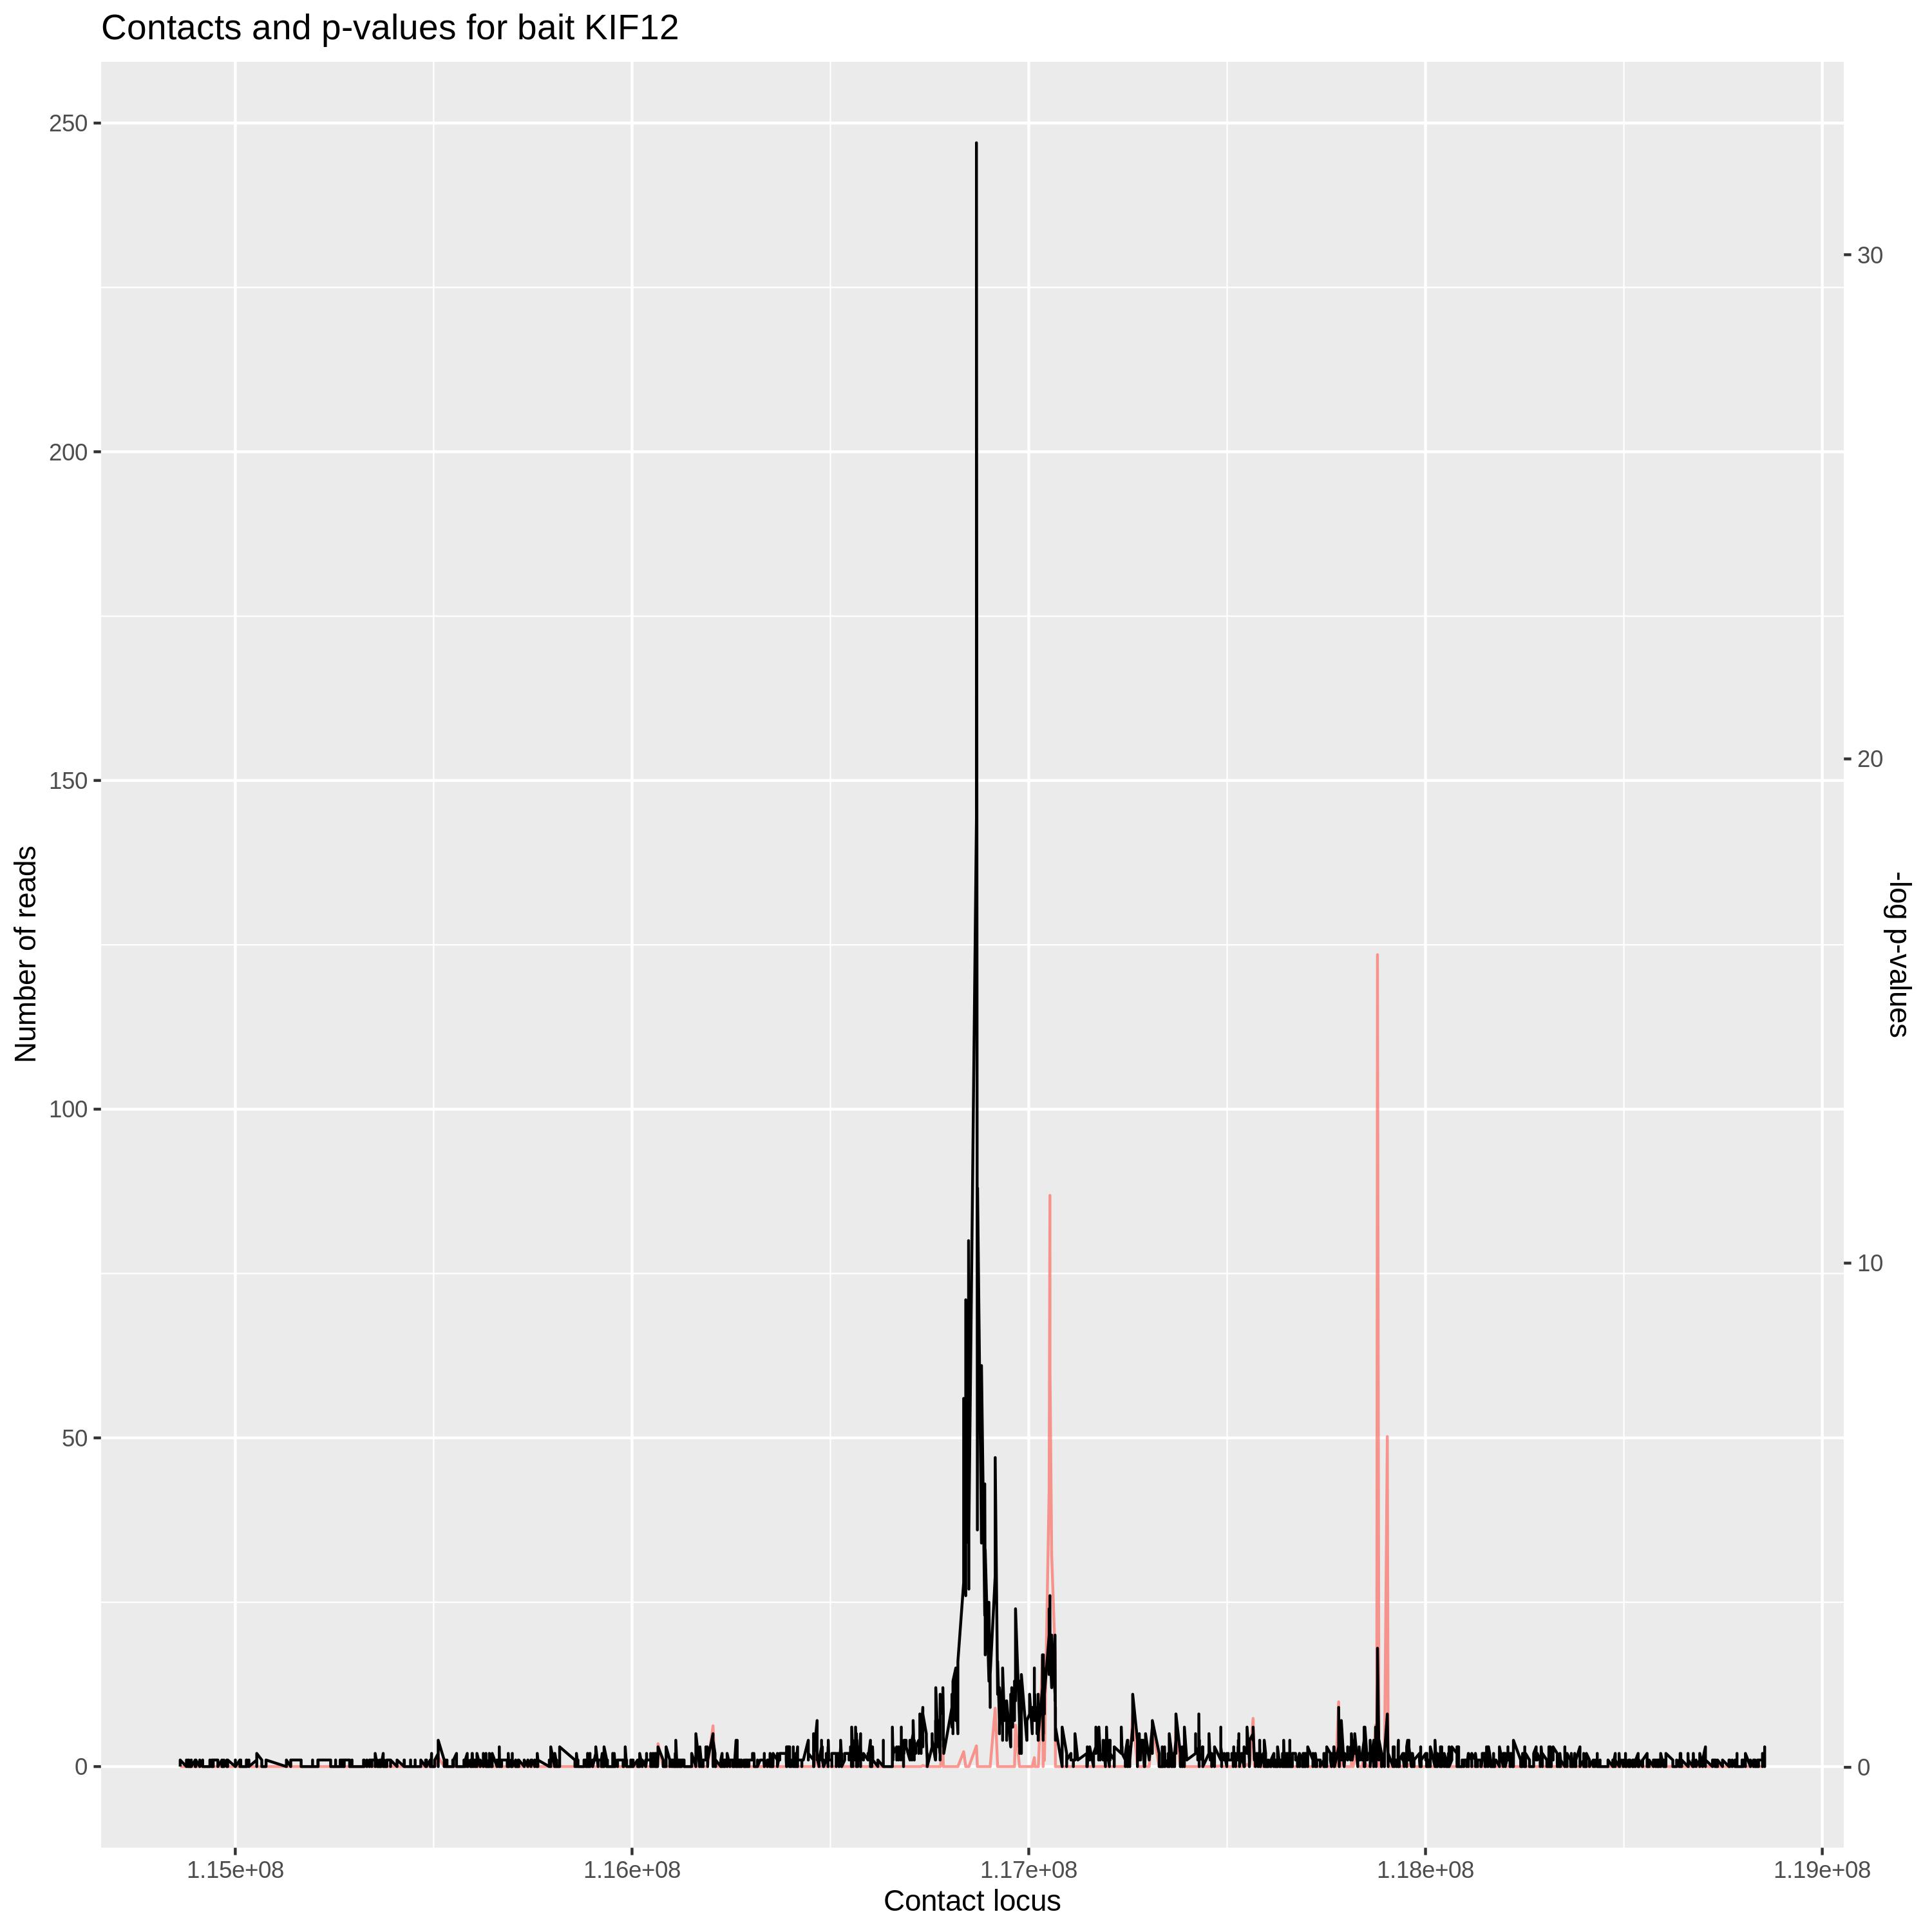 Contacts and p-values for bait KIF12
250
200
150
100
50
0
Number of reads
30
20
10
0
-log p-values
1.15e+08
1.16e+08
1.17e+08
1.18e+08
1.19e+08
Contact locus